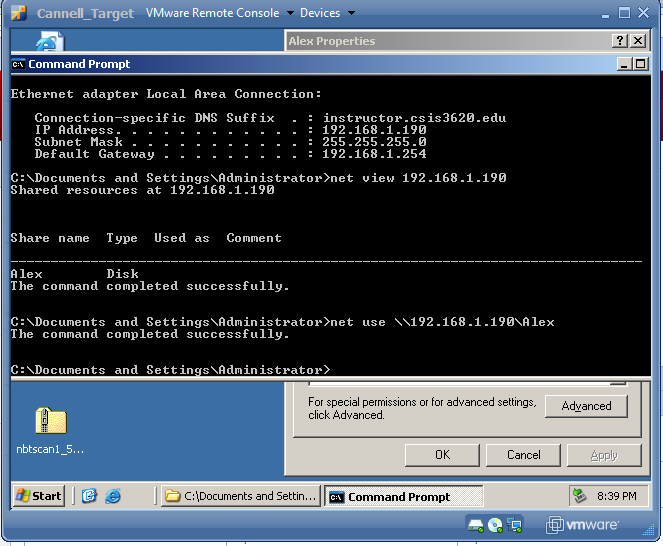 Cannell_Target VMware Remote Console Devices
Alex Properties
Command Prompt
Ethernet adapter Local Area Connection:
Connection-specific DNS Suffix . : instructor.csis3620.edu
IP Address. . . . . . . . . . . . : 192.168.1.190
Subnet Mask . . . . . . . . . . . : 255.255.255.0
Default Gateway . . . . . . . . . : 192.168.1.254
C:\Documents and Settings\Administrator>net view 192.168.1.190
Shared resources at 192.168.1.190
Share name Type Used as Comment
Alex Disk
The command completed successfully.
C:\Documents and Settings\Administrator>net use \\192.168.1.190\Alex
The command completed successfully.
C:\Documents and Settings\Administrator>
For special permissions or for advanced settings,
click Advanced.
Advanced
nbtscan1_5...
OK Cancel Apply
Start C:\Documents and Settin... Command Prompt 8:39 PM
vmware